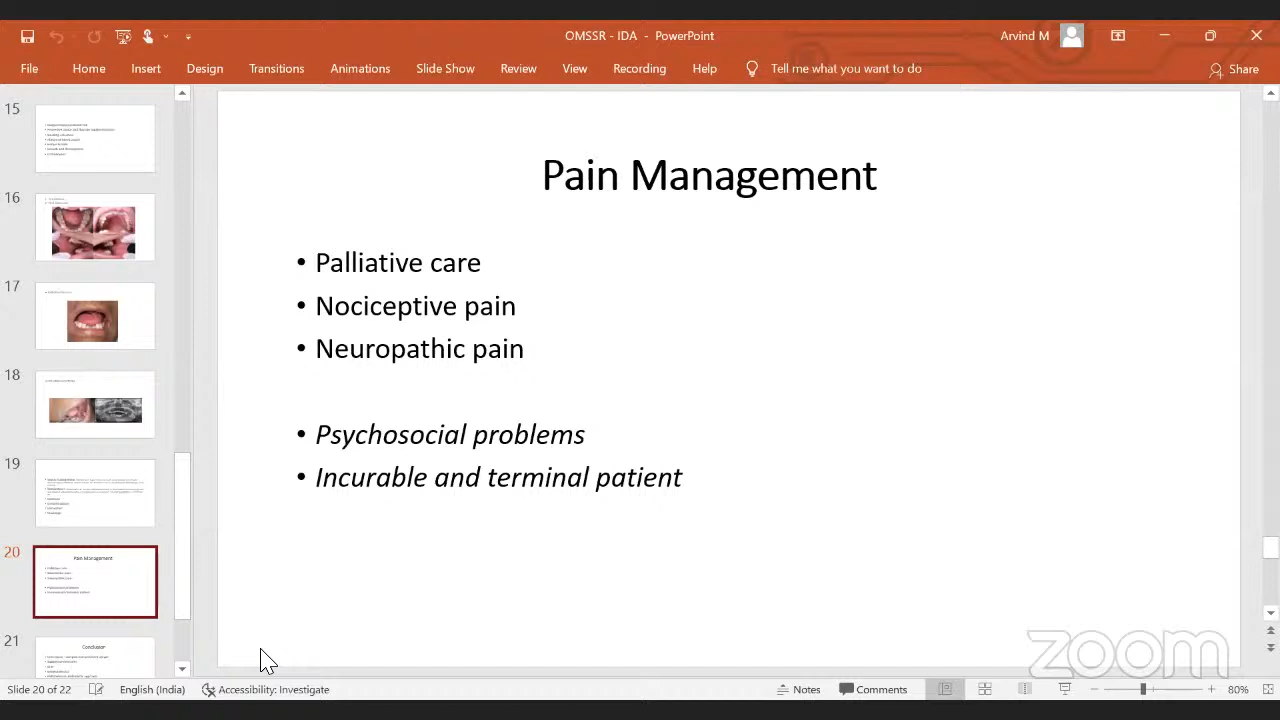 OMSSR - IDA - PowerPoint
Arvind M
File Home Insert Design Transitions Animations Slide Show Review View Recording Help Tell me what you want to do Share
15
16
17
18
19
20
Pain Management
21
Conclusion
Pain Management
• Palliative care
• Nociceptive pain
• Neuropathic pain
• Psychosocial problems
• Incurable and terminal patient
zoom
Slide 20 of 22 English (India) Accessibility: Investigate Notes Comments 80%